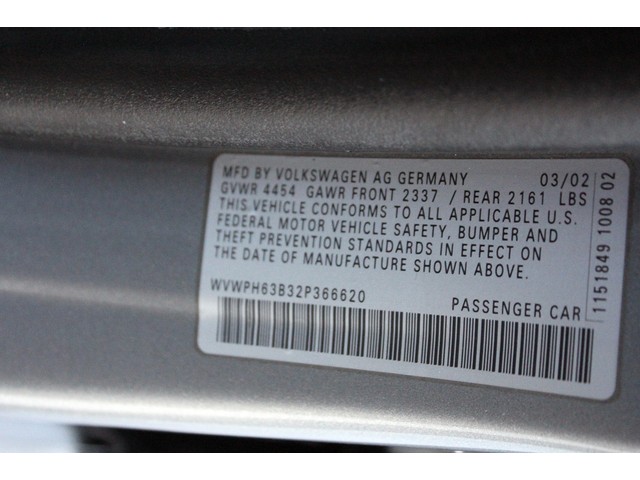 MFD BY VOLKSWAGEN AG GERMANY 03/02
GVWR 4454 GAWR FRONT 2337 / REAR 2161 LBS
THIS VEHICLE CONFORMS TO ALL APPLICABLE U.S.
FEDERAL MOTOR VEHICLE SAFETY, BUMPER AND
THEFT PREVENTION STANDARDS IN EFFECT ON
THE DATE OF MANUFACTURE SHOWN ABOVE.
WVWPH63B32P366620 PASSENGER CAR
1151849 1008 02